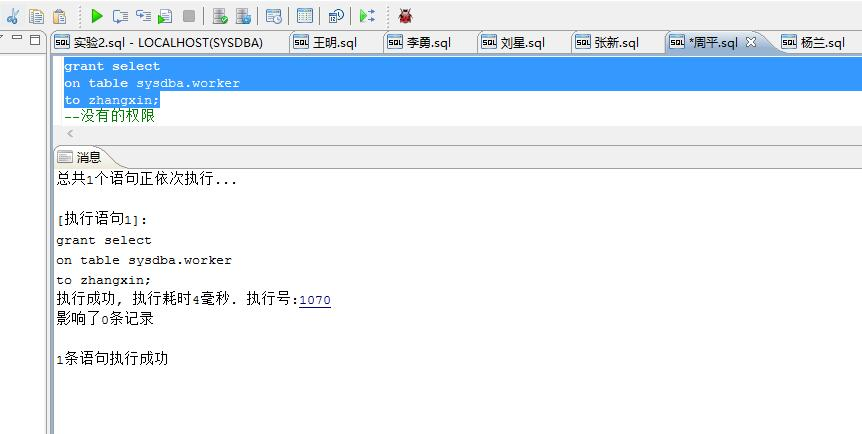 实验2.sql - LOCALHOST(SYSDBA) 王明.sql 李勇.sql 刘星.sql 张新.sql *周平.sql 杨兰.sql
grant select
on table sysdba.worker
to zhangxin;
--没有的权限
消息
总共1个语句正依次执行...
[执行语句1]:
grant select
on table sysdba.worker
to zhangxin;
执行成功, 执行耗时4毫秒. 执行号:1070
影响了0条记录
1条语句执行成功